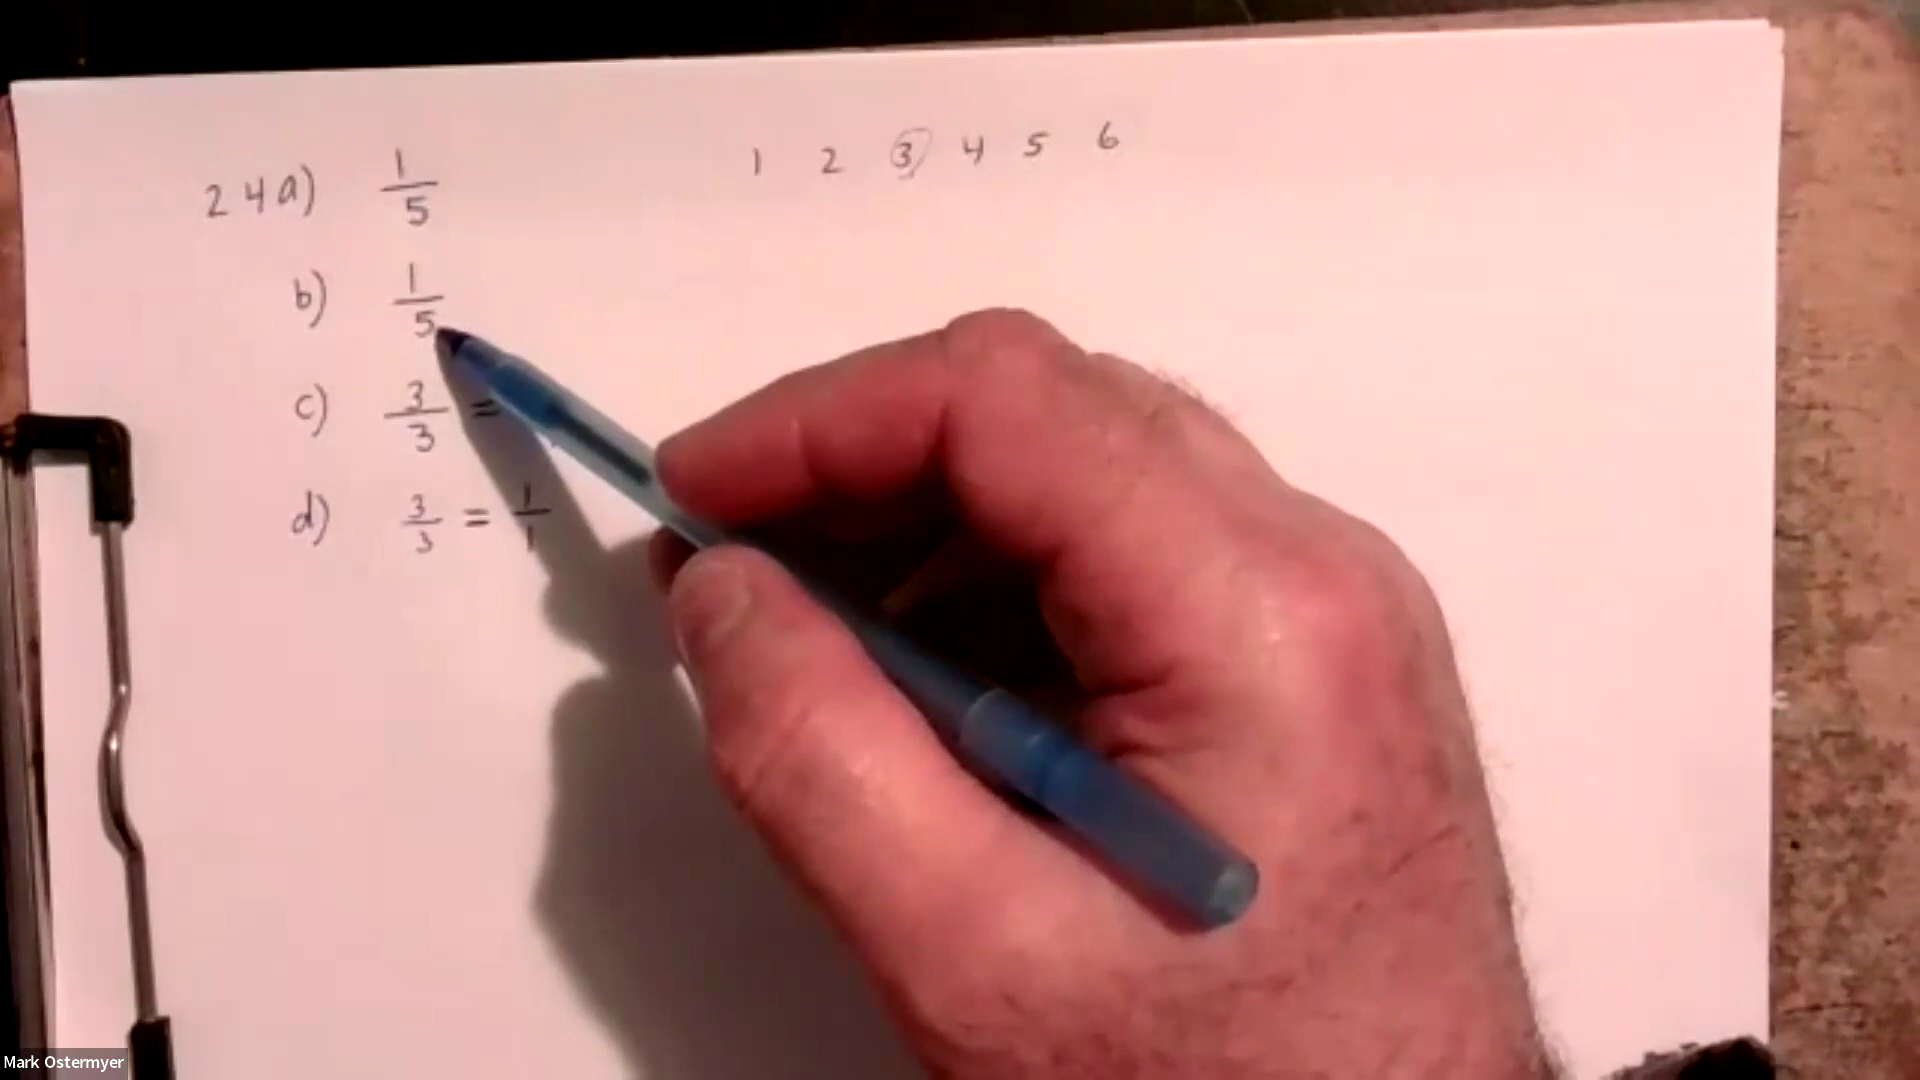 24a) 1/5
1 2 3 4 5 6
b) 1/5
c) 3/3 =
d) 3/3 = 1/1
Mark Ostermyer